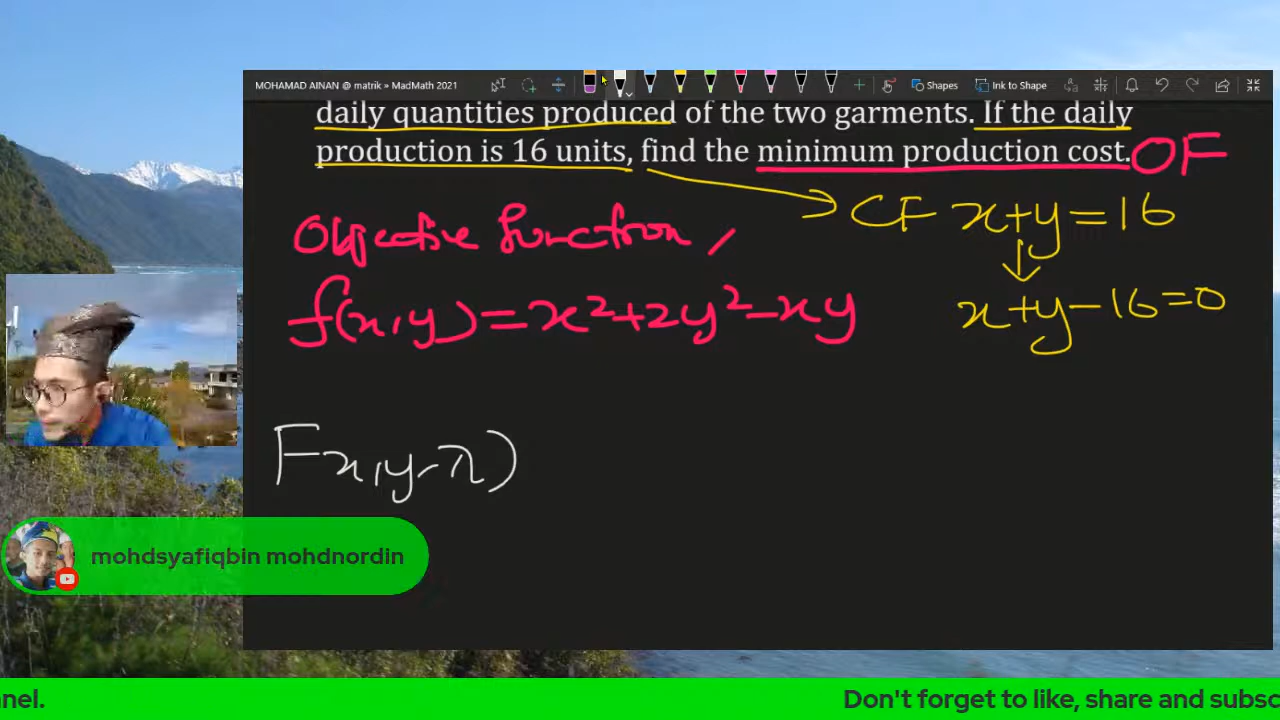 MOHAMAD AINAN @ matrik » MadMath 2021
Shapes
Ink to Shape
daily quantities produced of the two garments. If the daily
production is 16 units, find the minimum production cost. OF
CF x+y=16
Objective function,
x+y-16=0
f(x,y)=x²+2y²-xy
Fx,y,λ)
mohdsyafiqbin mohdnordin
nel.
Don't forget to like, share and subsc